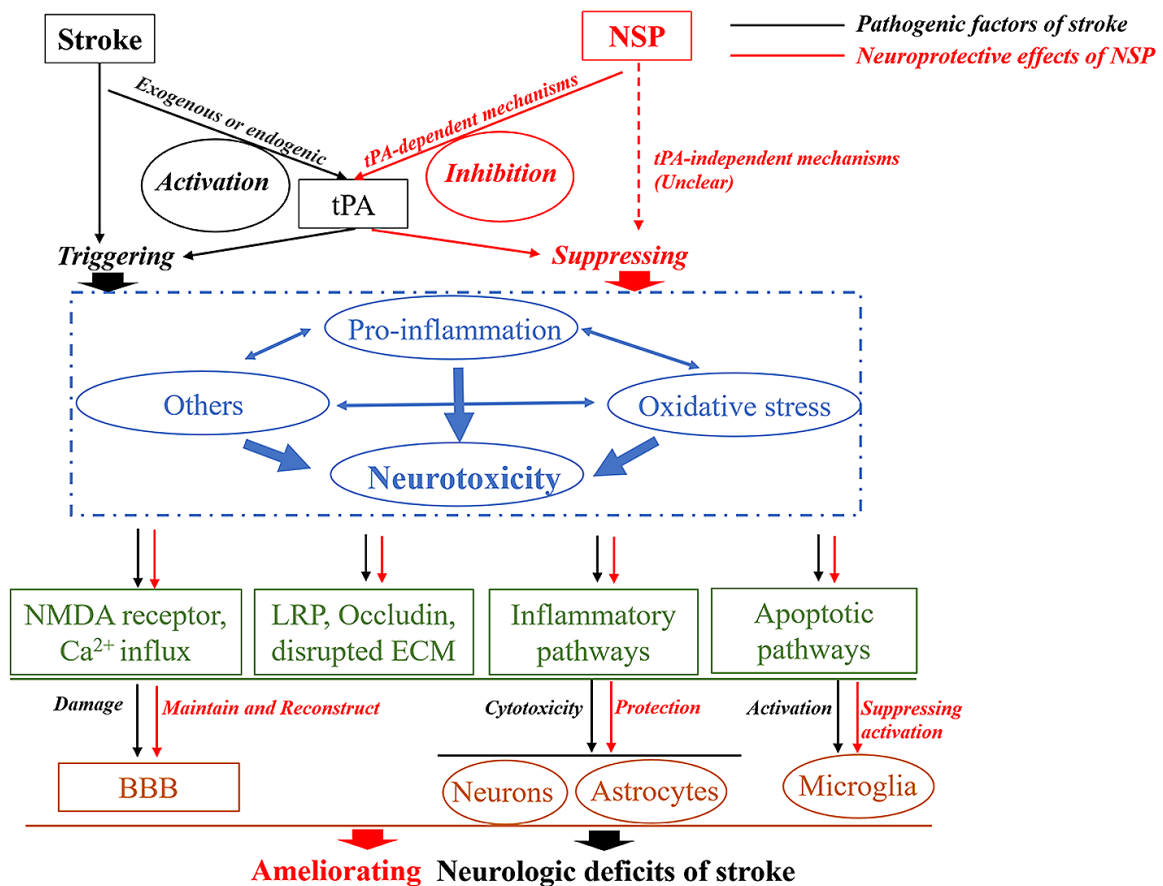 Stroke
NSP
Pathogenic factors of stroke
Neuroprotective effects of NSP
Exogenous or endogenic
tPA-dependent mechanisms
Activation
Inhibition
tPA-independent mechanisms
(Unclear)
tPA
Triggering
Suppressing
Pro-inflammation
Others
Oxidative stress
Neurotoxicity
NMDA receptor,
Ca²⁺ influx
LRP, Occludin,
disrupted ECM
Inflammatory
pathways
Apoptotic
pathways
Damage
Maintain and Reconstruct
Cytotoxicity
Protection
Activation
Suppressing
activation
BBB
Neurons
Astrocytes
Microglia
Ameliorating Neurologic deficits of stroke